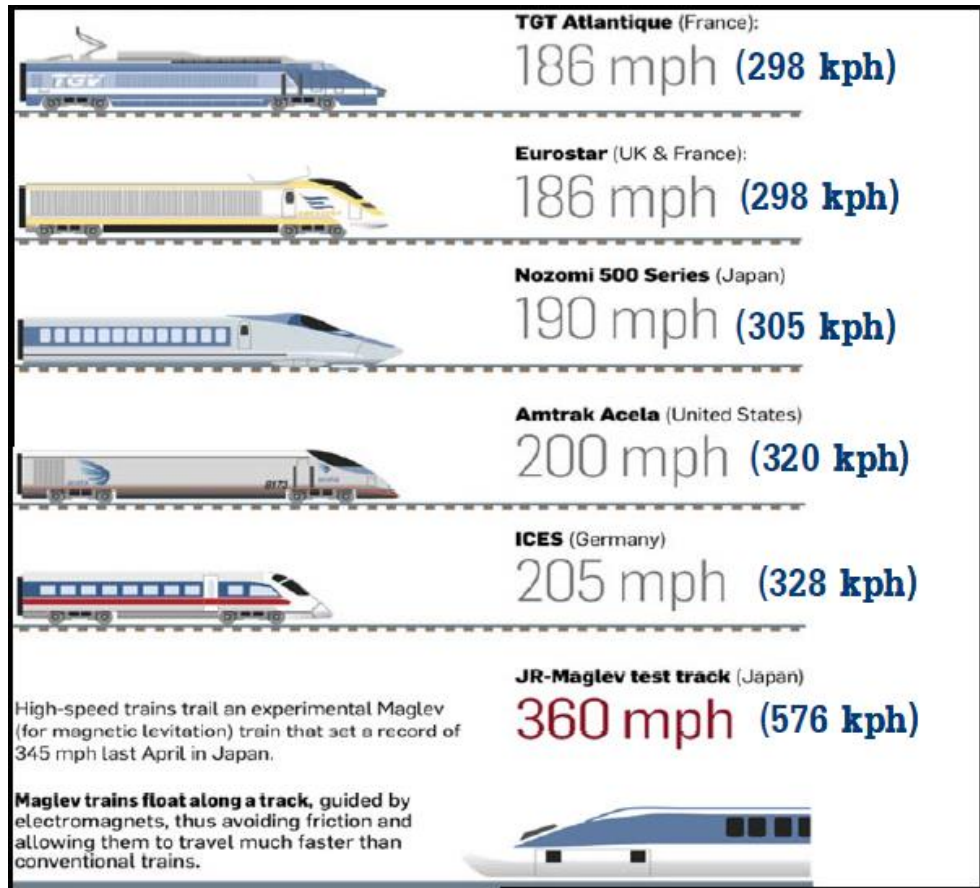 TGT Atlantique (France):
186 mph (298 kph)
TGV
Eurostar (UK & France):
186 mph (298 kph)
Nozomi 500 Series (Japan)
190 mph (305 kph)
Amtrak Acela (United States)
200 mph (320 kph)
ICES (Germany)
205 mph (328 kph)
JR-Maglev test track (Japan)
360 mph (576 kph)
High-speed trains trail an experimental Maglev
(for magnetic levitation) train that set a record of
345 mph last April in Japan.
Maglev trains float along a track, guided by
electromagnets, thus avoiding friction and
allowing them to travel much faster than
conventional trains.